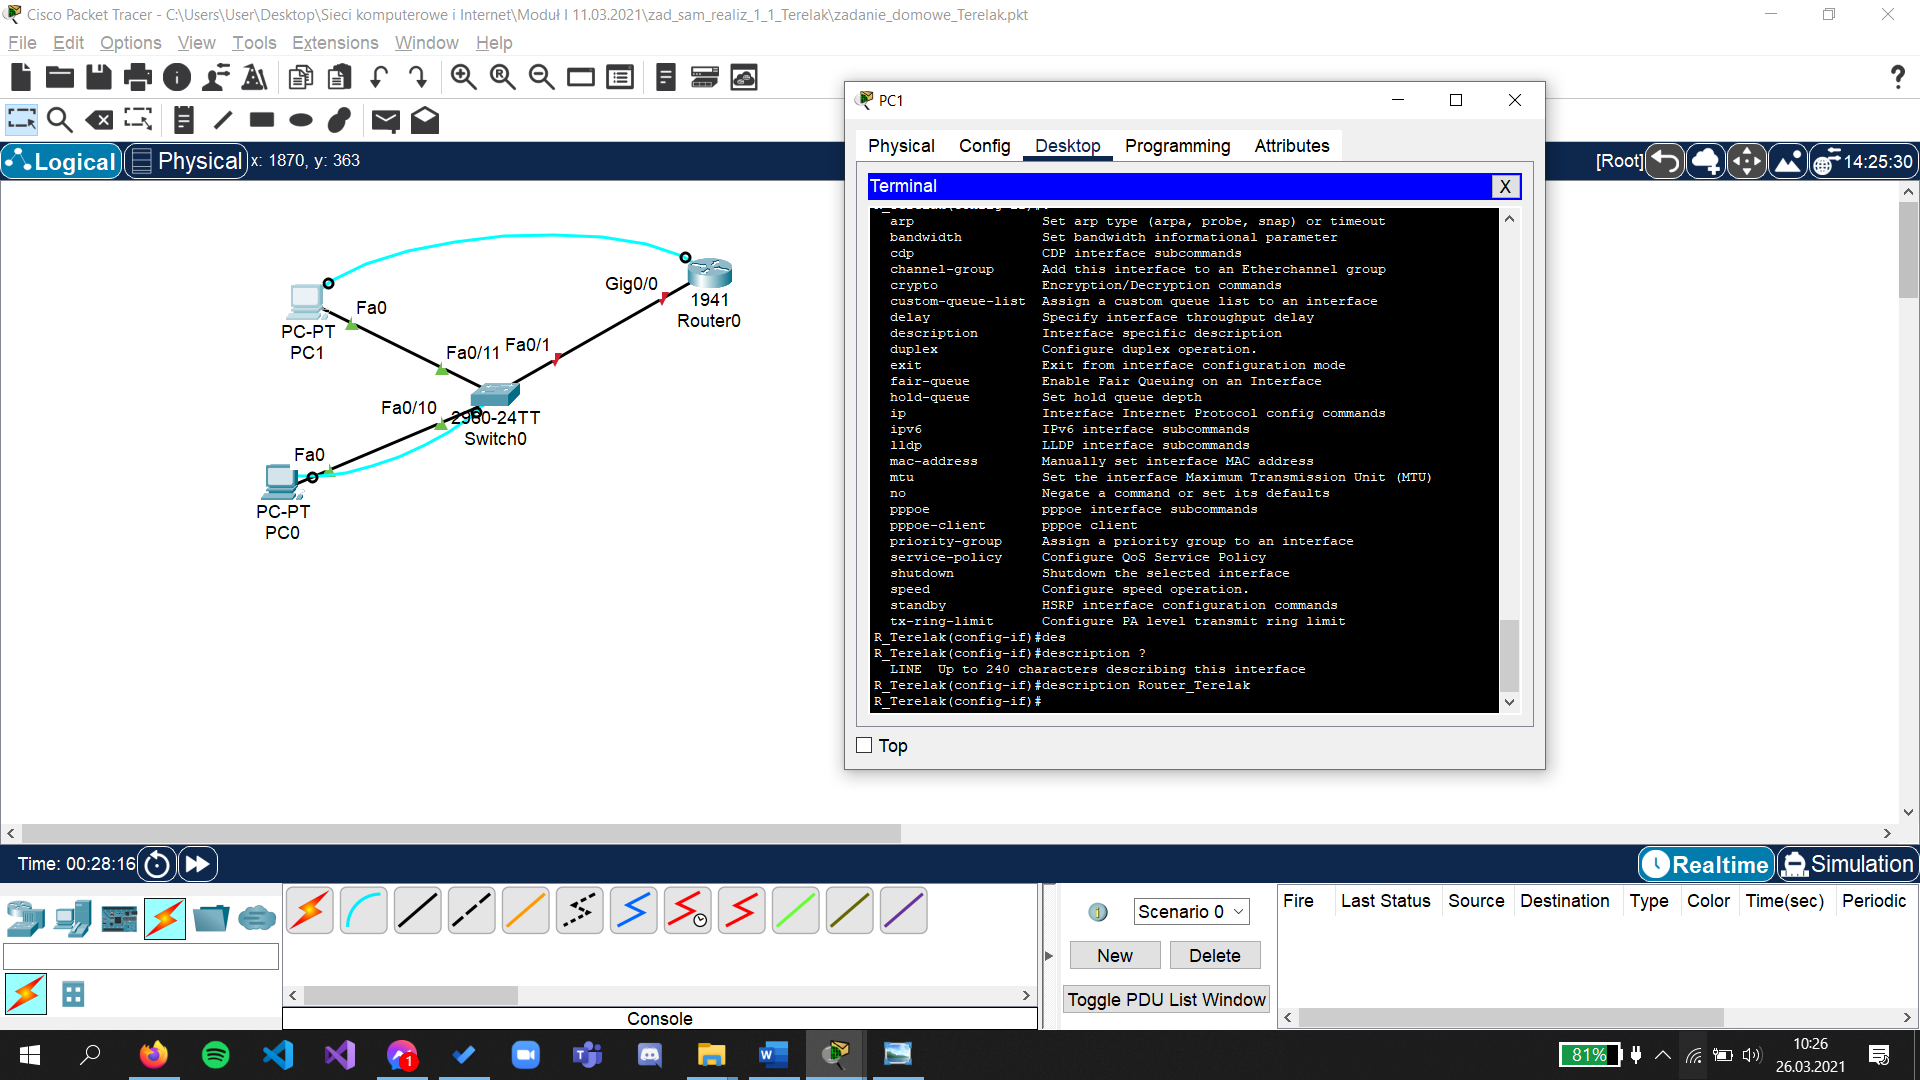 Cisco Packet Tracer - C:\Users\User\Desktop\Sieci komputerowe i Internet\Moduł I 11.03.2021\zad_sam_realiz_1_1_Terelak\zadanie_domowe_Terelak.pkt
File Edit Options View Tools Extensions Window Help
?
Logical Physical x: 1870, y: 363
[Root] 14:25:30
PC1
Physical Config Desktop Programming Attributes
Terminal X
arp Set arp type (arpa, probe, snap) or timeout
bandwidth Set bandwidth informational parameter
cdp CDP interface subcommands
channel-group Add this interface to an Etherchannel group
crypto Encryption/Decryption commands
custom-queue-list Assign a custom queue list to an interface
delay Specify interface throughput delay
description Interface specific description
duplex Configure duplex operation.
exit Exit from interface configuration mode
fair-queue Enable Fair Queuing on an Interface
hold-queue Set hold queue depth
ip Interface Internet Protocol config commands
ipv6 IPv6 interface subcommands
lldp LLDP interface subcommands
mac-address Manually set interface MAC address
mtu Set the interface Maximum Transmission Unit (MTU)
no Negate a command or set its defaults
pppoe pppoe interface subcommands
pppoe-client pppoe client
priority-group Assign a priority group to an interface
service-policy Configure QoS Service Policy
shutdown Shutdown the selected interface
speed Configure speed operation.
standby HSRP interface configuration commands
tx-ring-limit Configure PA level transmit ring limit
R_Terelak(config-if)#des
R_Terelak(config-if)#description ?
LINE Up to 240 characters describing this interface
R_Terelak(config-if)#description Router_Terelak
R_Terelak(config-if)#
Top
Gig0/0
1941
Router0
Fa0
PC-PT
PC1
Fa0/11 Fa0/1
Fa0/10
2960-24TT
Switch0
Fa0
PC-PT
PC0
Time: 00:28:16
Realtime Simulation
Scenario 0
New Delete
Toggle PDU List Window
Fire Last Status Source Destination Type Color Time(sec) Periodic
Console
1
81%
10:26
26.03.2021